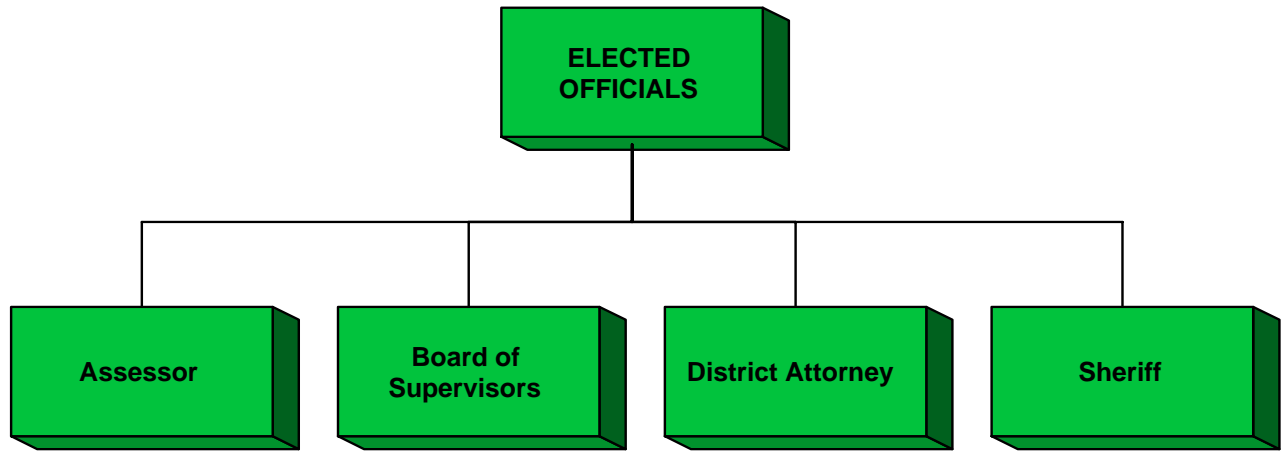 ELECTED
OFFICIALS
Assessor
Board of
Supervisors
District Attorney
Sheriff